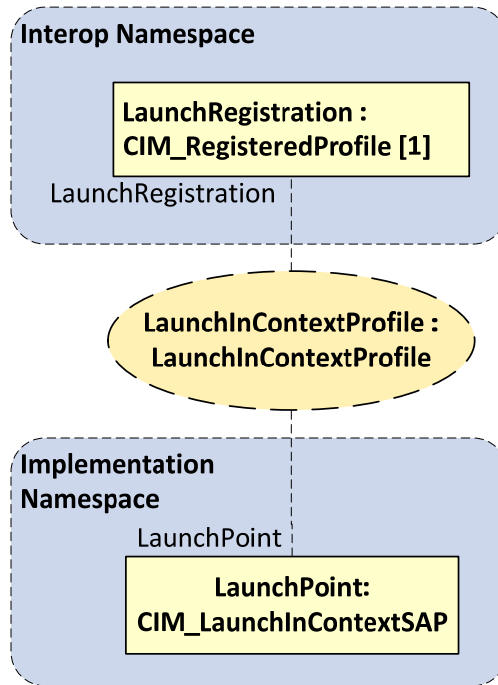 Interop Namespace
LaunchRegistration :
CIM_RegisteredProfile [1]
LaunchRegistration
LaunchInContextProfile :
LaunchInContextProfile
Implementation
Namespace
LaunchPoint
LaunchPoint:
CIM_LaunchInContextSAP